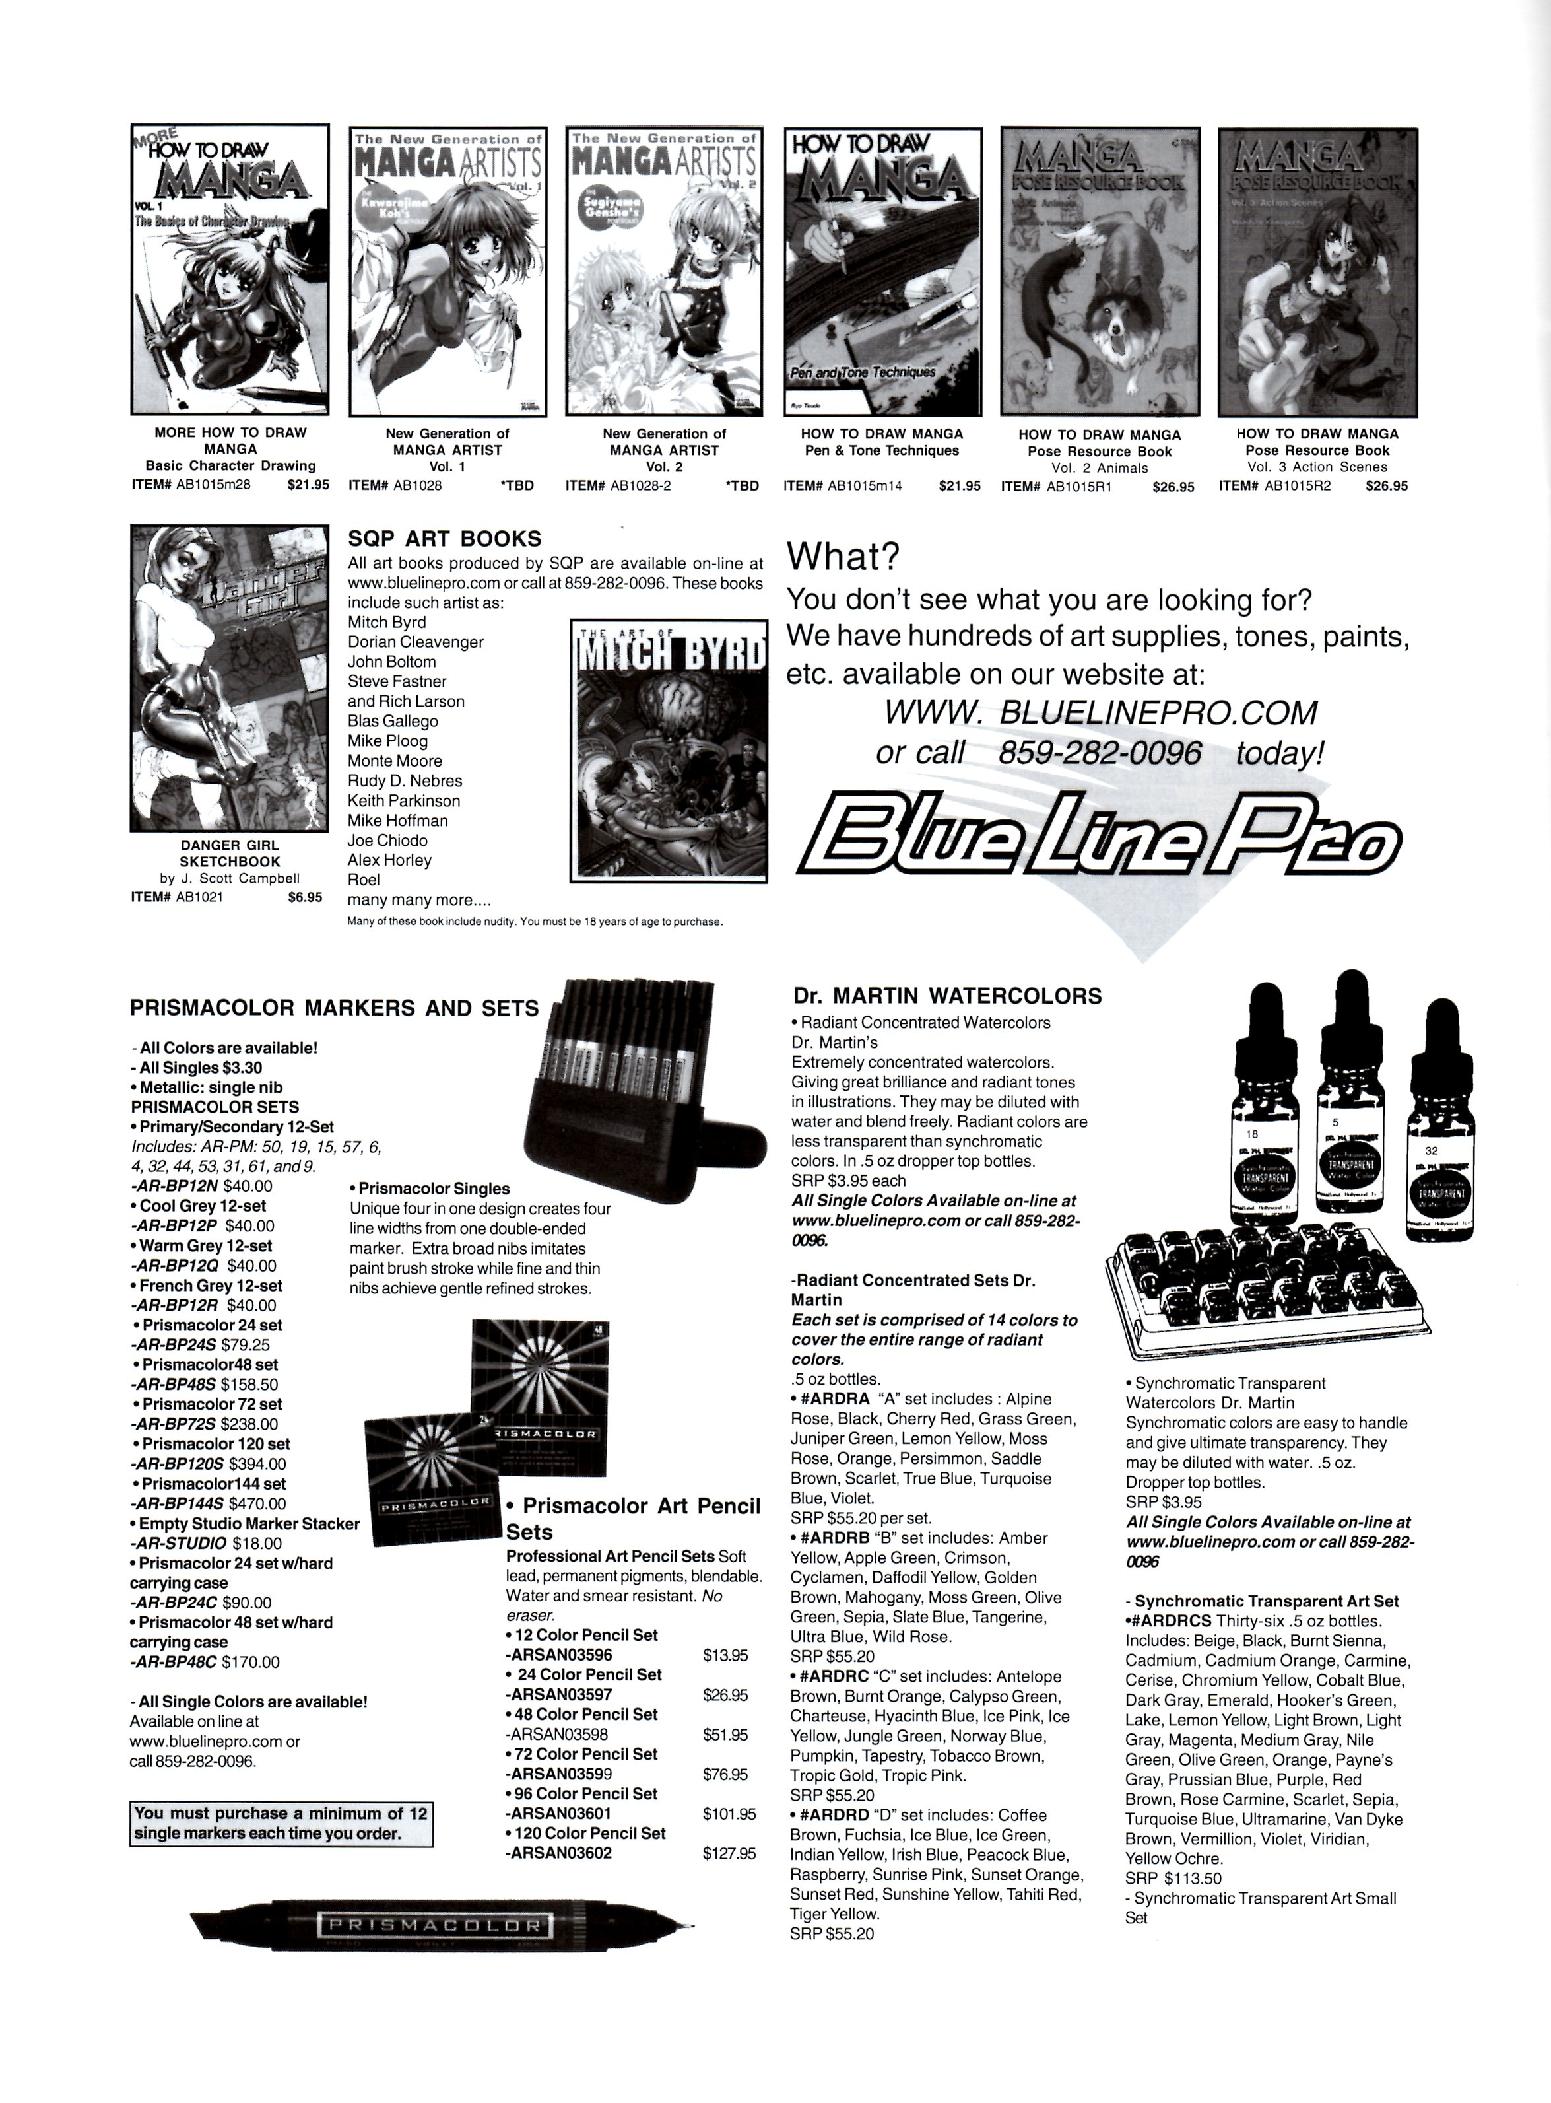 MORE
HOW TO DRAW
MANGA
VOL. 1
The Basics of Character Drawing
MORE HOW TO DRAW
MANGA
Basic Character Drawing
ITEM# AB1015m28 $21.95
The New Generation of
MANGA ARTISTS
Vol. 1
Kawarajima
Koh's
New Generation of
MANGA ARTIST
Vol. 1
ITEM# AB1028 *TBD
The New Generation of
MANGA ARTISTS
Vol. 2
THE
Sugiyama
Gensho's
New Generation of
MANGA ARTIST
Vol. 2
ITEM# AB1028-2 *TBD
HOW TO DRAW
MANGA
Pen and Tone Techniques
HOW TO DRAW MANGA
Pen & Tone Techniques
ITEM# AB1015m14 $21.95
MANGA
POSE RESOURCE BOOK
HOW TO DRAW MANGA
Pose Resource Book
Vol. 2 Animals
ITEM# AB1015R1 $26.95
MANGA
POSE RESOURCE BOOK
Vol. 3 Action Scenes
HOW TO DRAW MANGA
Pose Resource Book
Vol. 3 Action Scenes
ITEM# AB1015R2 $26.95
Danger
Girl
DANGER GIRL
SKETCHBOOK
by J. Scott Campbell
ITEM# AB1021 $6.95
SQP ART BOOKS
All art books produced by SQP are available on-line at
www.bluelinepro.com or call at 859-282-0096. These books
include such artist as:
Mitch Byrd
Dorian Cleavenger
John Boltom
Steve Fastner
and Rich Larson
Blas Gallego
Mike Ploog
Monte Moore
Rudy D. Nebres
Keith Parkinson
Mike Hoffman
Joe Chiodo
Alex Horley
Roel
many many more....
Many of these book include nudity. You must be 18 years of age to purchase.
THE ART OF
MITCH BYRD
What?
You don't see what you are looking for?
We have hundreds of art supplies, tones, paints,
etc. available on our website at:
WWW. BLUELINEPRO.COM
or call 859-282-0096 today!
Blue Line Pro
PRISMACOLOR MARKERS AND SETS
- All Colors are available!
- All Singles $3.30
• Metallic: single nib
PRISMACOLOR SETS
• Primary/Secondary 12-Set
Includes: AR-PM: 50, 19, 15, 57, 6,
4, 32, 44, 53, 31, 61, and 9.
-AR-BP12N $40.00
• Cool Grey 12-set
-AR-BP12P $40.00
• Warm Grey 12-set
-AR-BP12Q $40.00
• French Grey 12-set
-AR-BP12R $40.00
• Prismacolor 24 set
-AR-BP24S $79.25
• Prismacolor48 set
-AR-BP48S $158.50
• Prismacolor 72 set
-AR-BP72S $238.00
• Prismacolor 120 set
-AR-BP120S $394.00
• Prismacolor144 set
-AR-BP144S $470.00
• Empty Studio Marker Stacker
-AR-STUDIO $18.00
• Prismacolor 24 set w/hard
carrying case
-AR-BP24C $90.00
• Prismacolor 48 set w/hard
carrying case
-AR-BP48C $170.00
- All Single Colors are available!
Available on line at
www.bluelinepro.com or
call 859-282-0096.
You must purchase a minimum of 12
single markers each time you order.
• Prismacolor Singles
Unique four in one design creates four
line widths from one double-ended
marker. Extra broad nibs imitates
paint brush stroke while fine and thin
nibs achieve gentle refined strokes.
48
PRISMACOLOR
24
PRISMACOLOR
• Prismacolor Art Pencil
Sets
Professional Art Pencil Sets Soft
lead, permanent pigments, blendable.
Water and smear resistant. No
eraser.
• 12 Color Pencil Set
-ARSAN03596 $13.95
• 24 Color Pencil Set
-ARSAN03597 $26.95
• 48 Color Pencil Set
-ARSAN03598 $51.95
• 72 Color Pencil Set
-ARSAN03599 $76.95
• 96 Color Pencil Set
-ARSAN03601 $101.95
• 120 Color Pencil Set
-ARSAN03602 $127.95
PRISMACOLOR
Dr. MARTIN WATERCOLORS
• Radiant Concentrated Watercolors
Dr. Martin's
Extremely concentrated watercolors.
Giving great brilliance and radiant tones
in illustrations. They may be diluted with
water and blend freely. Radiant colors are
less transparent than synchromatic
colors. In .5 oz dropper top bottles.
SRP $3.95 each
All Single Colors Available on-line at
www.bluelinepro.com or call 859-282-
0096.
-Radiant Concentrated Sets Dr.
Martin
Each set is comprised of 14 colors to
cover the entire range of radiant
colors.
.5 oz bottles.
• #ARDRA "A" set includes : Alpine
Rose, Black, Cherry Red, Grass Green,
Juniper Green, Lemon Yellow, Moss
Rose, Orange, Persimmon, Saddle
Brown, Scarlet, True Blue, Turquoise
Blue, Violet.
SRP $55.20 per set.
• #ARDRB "B" set includes: Amber
Yellow, Apple Green, Crimson,
Cyclamen, Daffodil Yellow, Golden
Brown, Mahogany, Moss Green, Olive
Green, Sepia, Slate Blue, Tangerine,
Ultra Blue, Wild Rose.
SRP $55.20
• #ARDRC "C" set includes: Antelope
Brown, Burnt Orange, Calypso Green,
Charteuse, Hyacinth Blue, Ice Pink, Ice
Yellow, Jungle Green, Norway Blue,
Pumpkin, Tapestry, Tobacco Brown,
Tropic Gold, Tropic Pink.
SRP $55.20
• #ARDRD "D" set includes: Coffee
Brown, Fuchsia, Ice Blue, Ice Green,
Indian Yellow, Irish Blue, Peacock Blue,
Raspberry, Sunrise Pink, Sunset Orange,
Sunset Red, Sunshine Yellow, Tahiti Red,
Tiger Yellow.
SRP $55.20
18
Synchromatic
TRANSPARENT
Water Color
5
Synchromatic
TRANSPARENT
Water Color
32
Synchromatic
TRANSPARENT
Water Color
• Synchromatic Transparent
Watercolors Dr. Martin
Synchromatic colors are easy to handle
and give ultimate transparency. They
may be diluted with water. .5 oz.
Dropper top bottles.
SRP $3.95
All Single Colors Available on-line at
www.bluelinepro.com or call 859-282-
0096
- Synchromatic Transparent Art Set
•#ARDRCS Thirty-six .5 oz bottles.
Includes: Beige, Black, Burnt Sienna,
Cadmium, Cadmium Orange, Carmine,
Cerise, Chromium Yellow, Cobalt Blue,
Dark Gray, Emerald, Hooker's Green,
Lake, Lemon Yellow, Light Brown, Light
Gray, Magenta, Medium Gray, Nile
Green, Olive Green, Orange, Payne's
Gray, Prussian Blue, Purple, Red
Brown, Rose Carmine, Scarlet, Sepia,
Turquoise Blue, Ultramarine, Van Dyke
Brown, Vermillion, Violet, Viridian,
Yellow Ochre.
SRP $113.50
- Synchromatic Transparent Art Small
Set